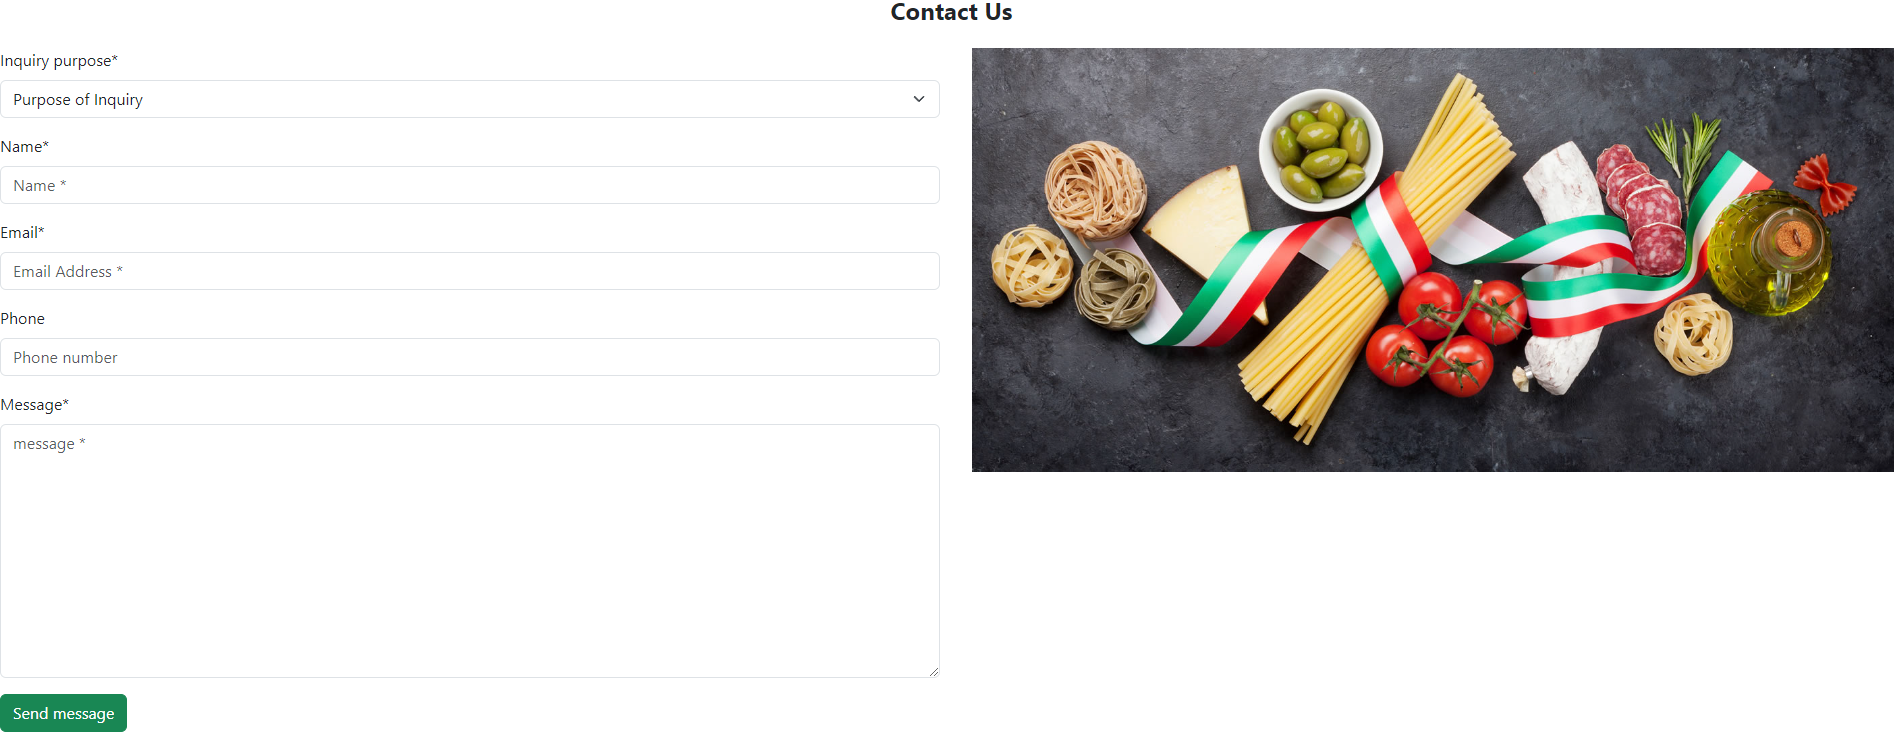 Contact Us
Inquiry purpose*
Purpose of Inquiry
Name*
Name *
Email*
Email Address *
Phone
Phone number
Message*
message *
Send message